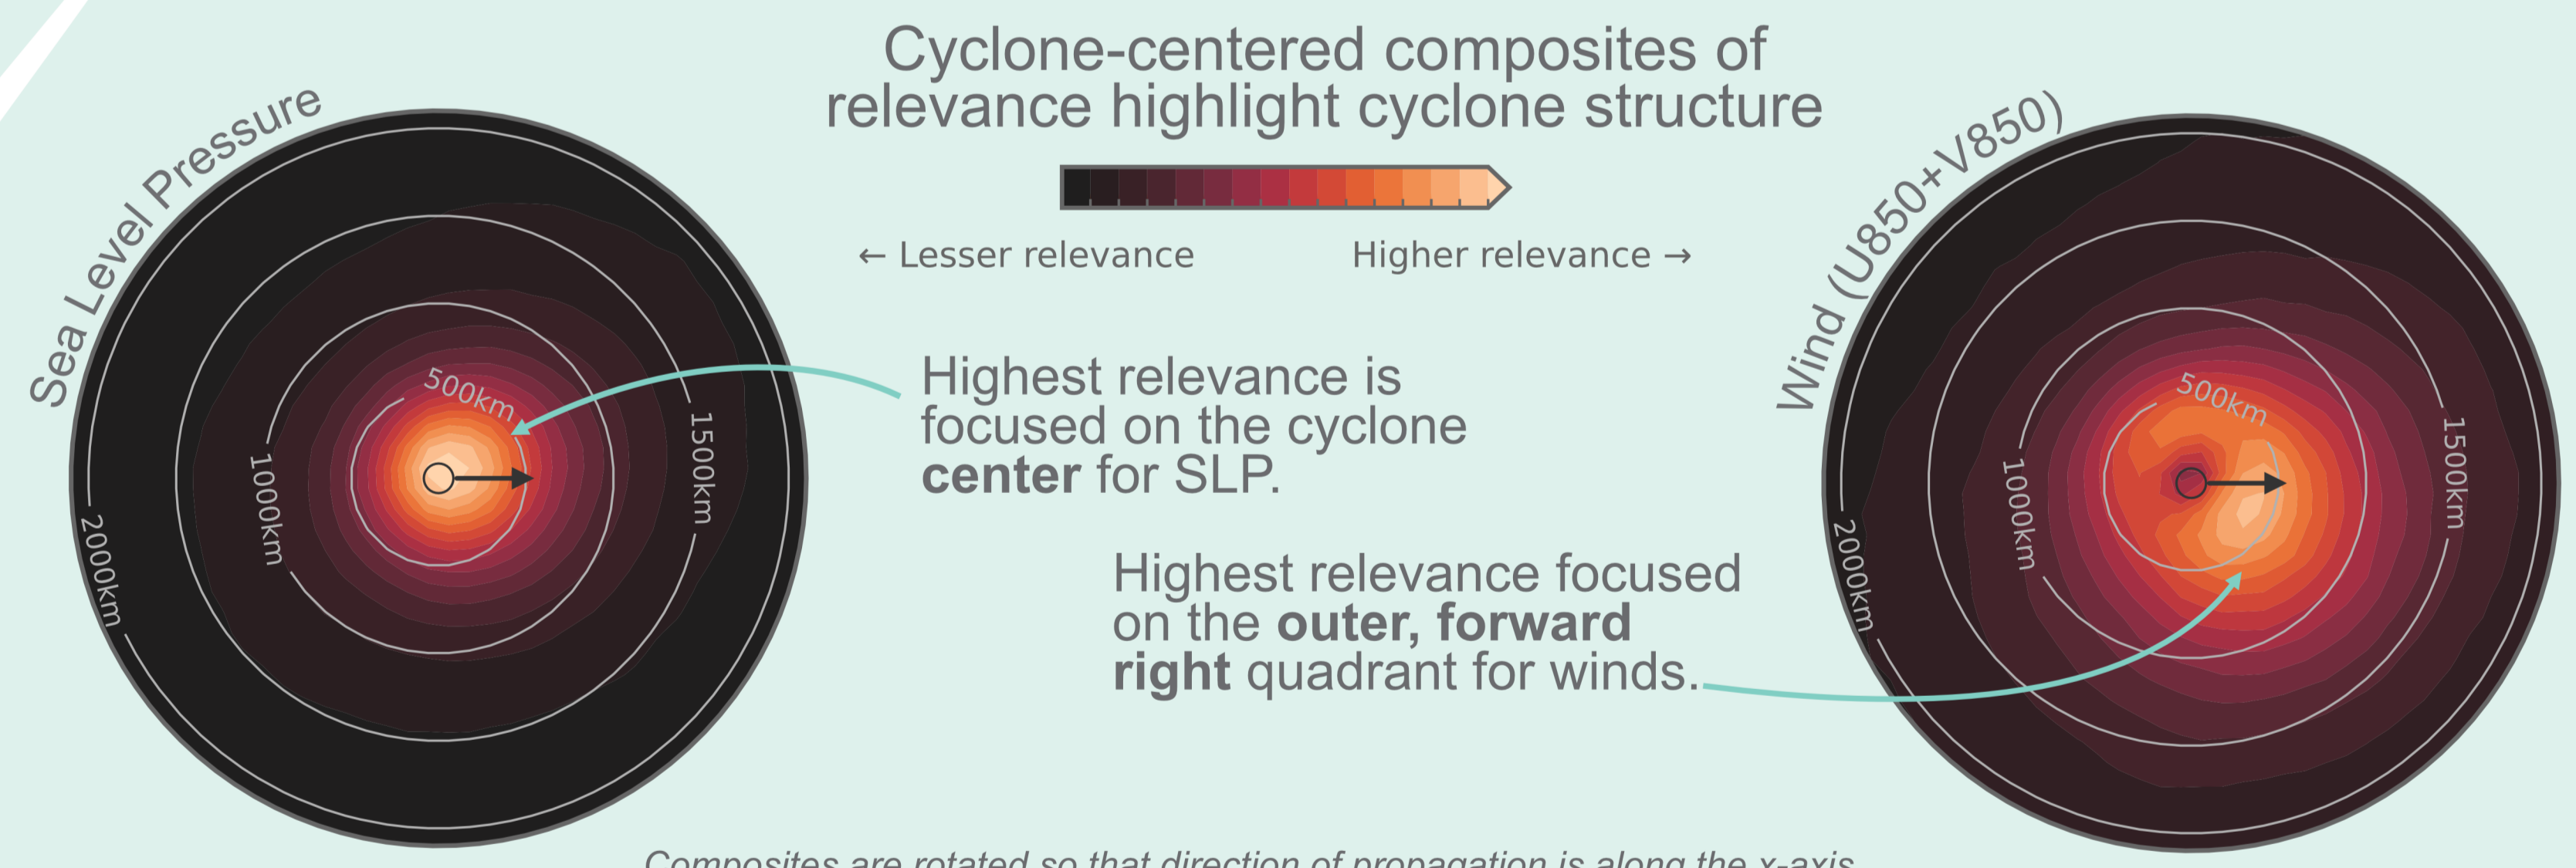 Cyclone-centered composites of
relevance highlight cyclone structure
← Lesser relevance
Higher relevance →
Sea Level Pressure
500km
1000km
1500km
2000km
Highest relevance is
focused on the cyclone
center for SLP.
Highest relevance focused
on the outer, forward
right quadrant for winds.
Wind (U850+V850)
500km
1000km
1500km
2000km
Composites are rotated so that direction of propagation is along the x-axis